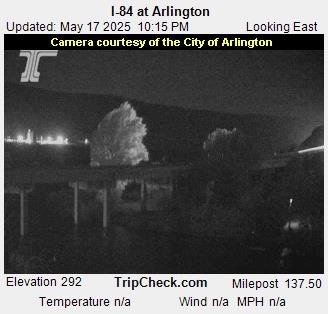 I-84 at Arlington
Updated: May 17 2025 10:15 PM Looking East
Camera courtesy of the City of Arlington
Elevation 292 TripCheck.com Milepost 137.50
Temperature n/a Wind n/a MPH n/a